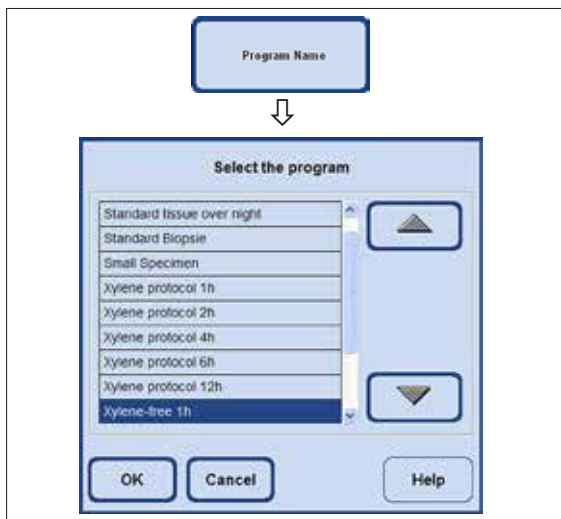 Program Name
Select the program
Standard tissue over night
Standard Biopsie
Small Specimen
Xylene protocol 1h
Xylene protocol 2h
Xylene protocol 4h
Xylene protocol 6h
Xylene protocol 12h
Xylene-free 1h
OK Cancel Help